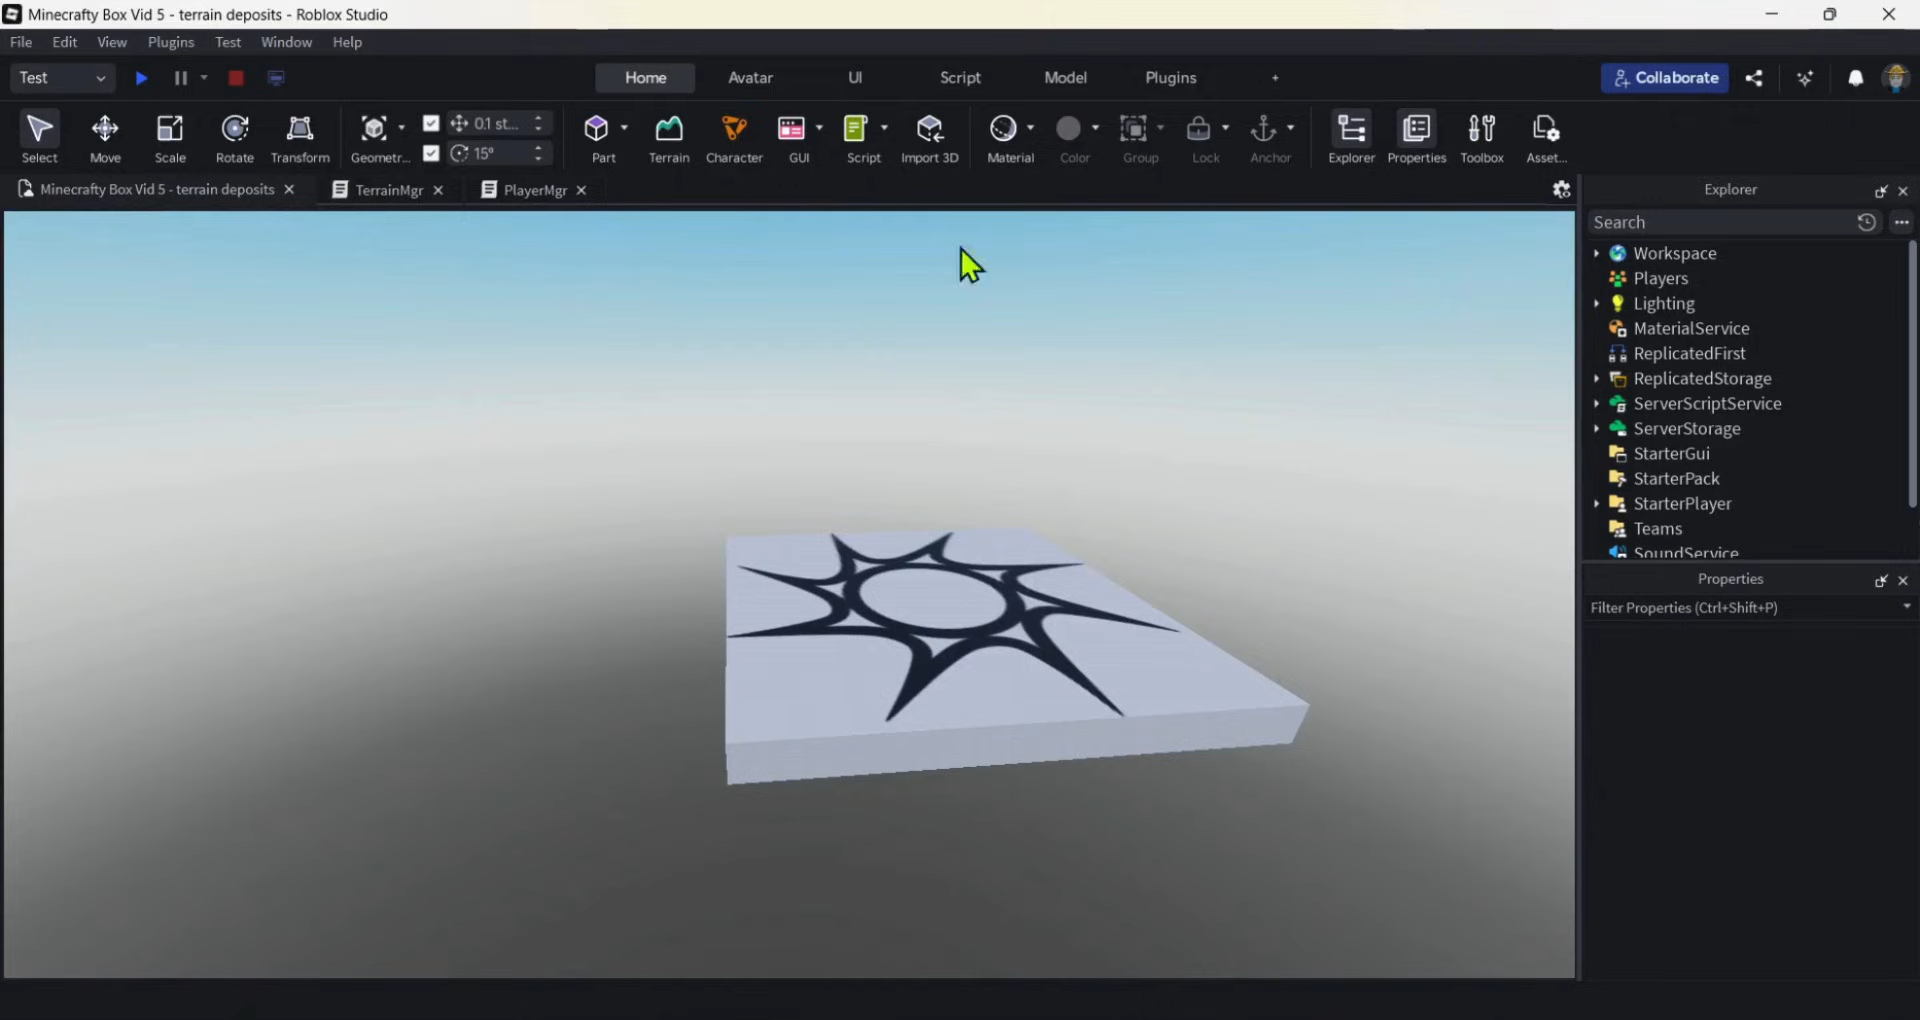 Minecrafty Box Vid 5 - terrain deposits - Roblox Studio
File Edit View Plugins Test Window Help
Test Home Avatar UI Script Model Plugins + Collaborate
0.1 st...
15°
Select Move Scale Rotate Transform Geometr... Part Terrain Character GUI Script Import 3D Material Color Group Lock Anchor Explorer Properties Toolbox Asset...
Minecrafty Box Vid 5 - terrain deposits TerrainMgr PlayerMgr
Explorer
Search
Workspace
Players
Lighting
MaterialService
ReplicatedFirst
ReplicatedStorage
ServerScriptService
ServerStorage
StarterGui
StarterPack
StarterPlayer
Teams
SoundService
Properties
Filter Properties (Ctrl+Shift+P)